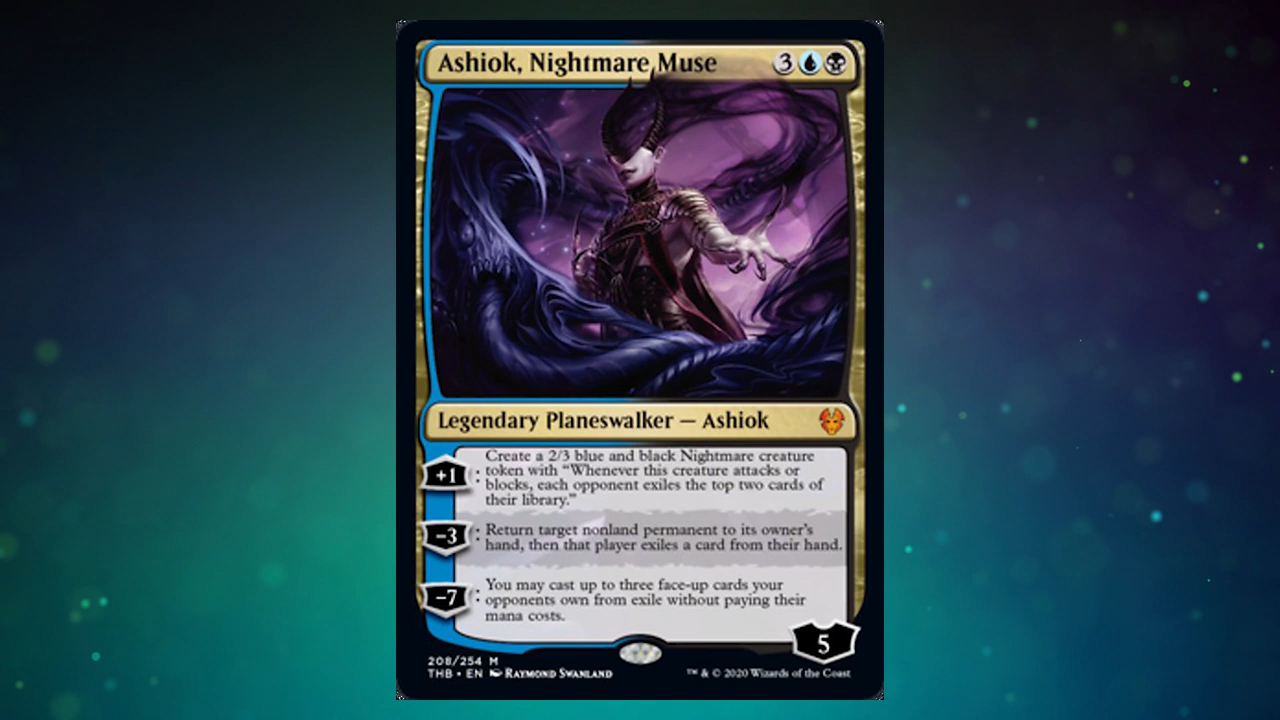 Ashiok, Nightmare Muse 3
Legendary Planeswalker — Ashiok
+1: Create a 2/3 blue and black Nightmare creature
token with “Whenever this creature attacks or
blocks, each opponent exiles the top two cards of
their library.”
−3: Return target nonland permanent to its owner’s
hand, then that player exiles a card from their hand.
−7: You may cast up to three face-up cards your
opponents own from exile without paying their
mana costs.
5
208/254 M
THB • EN Raymond Swanland
™ & © 2020 Wizards of the Coast